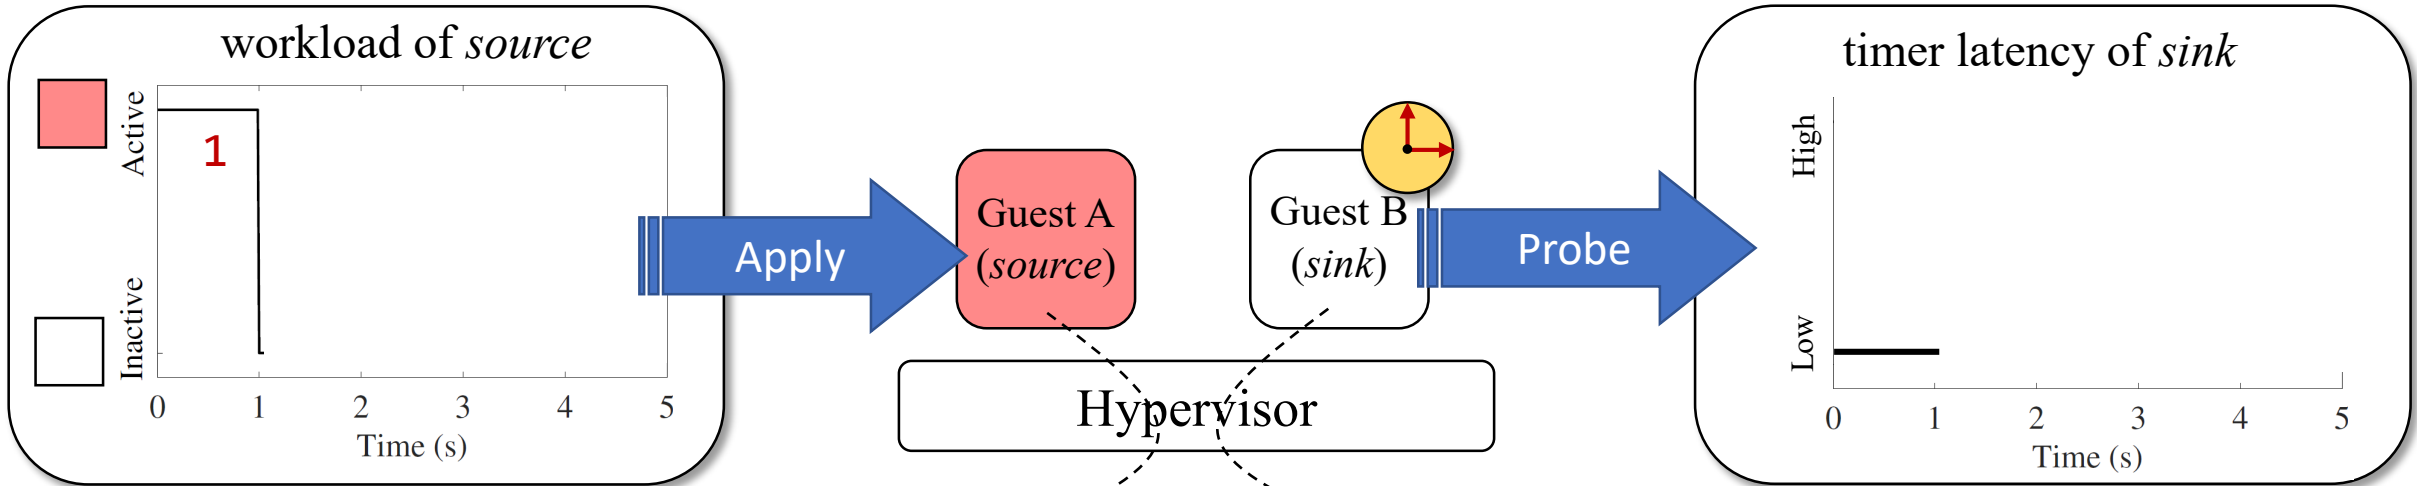 workload of source
Active
1
Inactive
0 1 2 3 4 5
Time (s)
Apply
Guest A
(source)
Guest B
(sink)
Hypervisor
Probe
timer latency of sink
High
Low
0 1 2 3 4 5
Time (s)